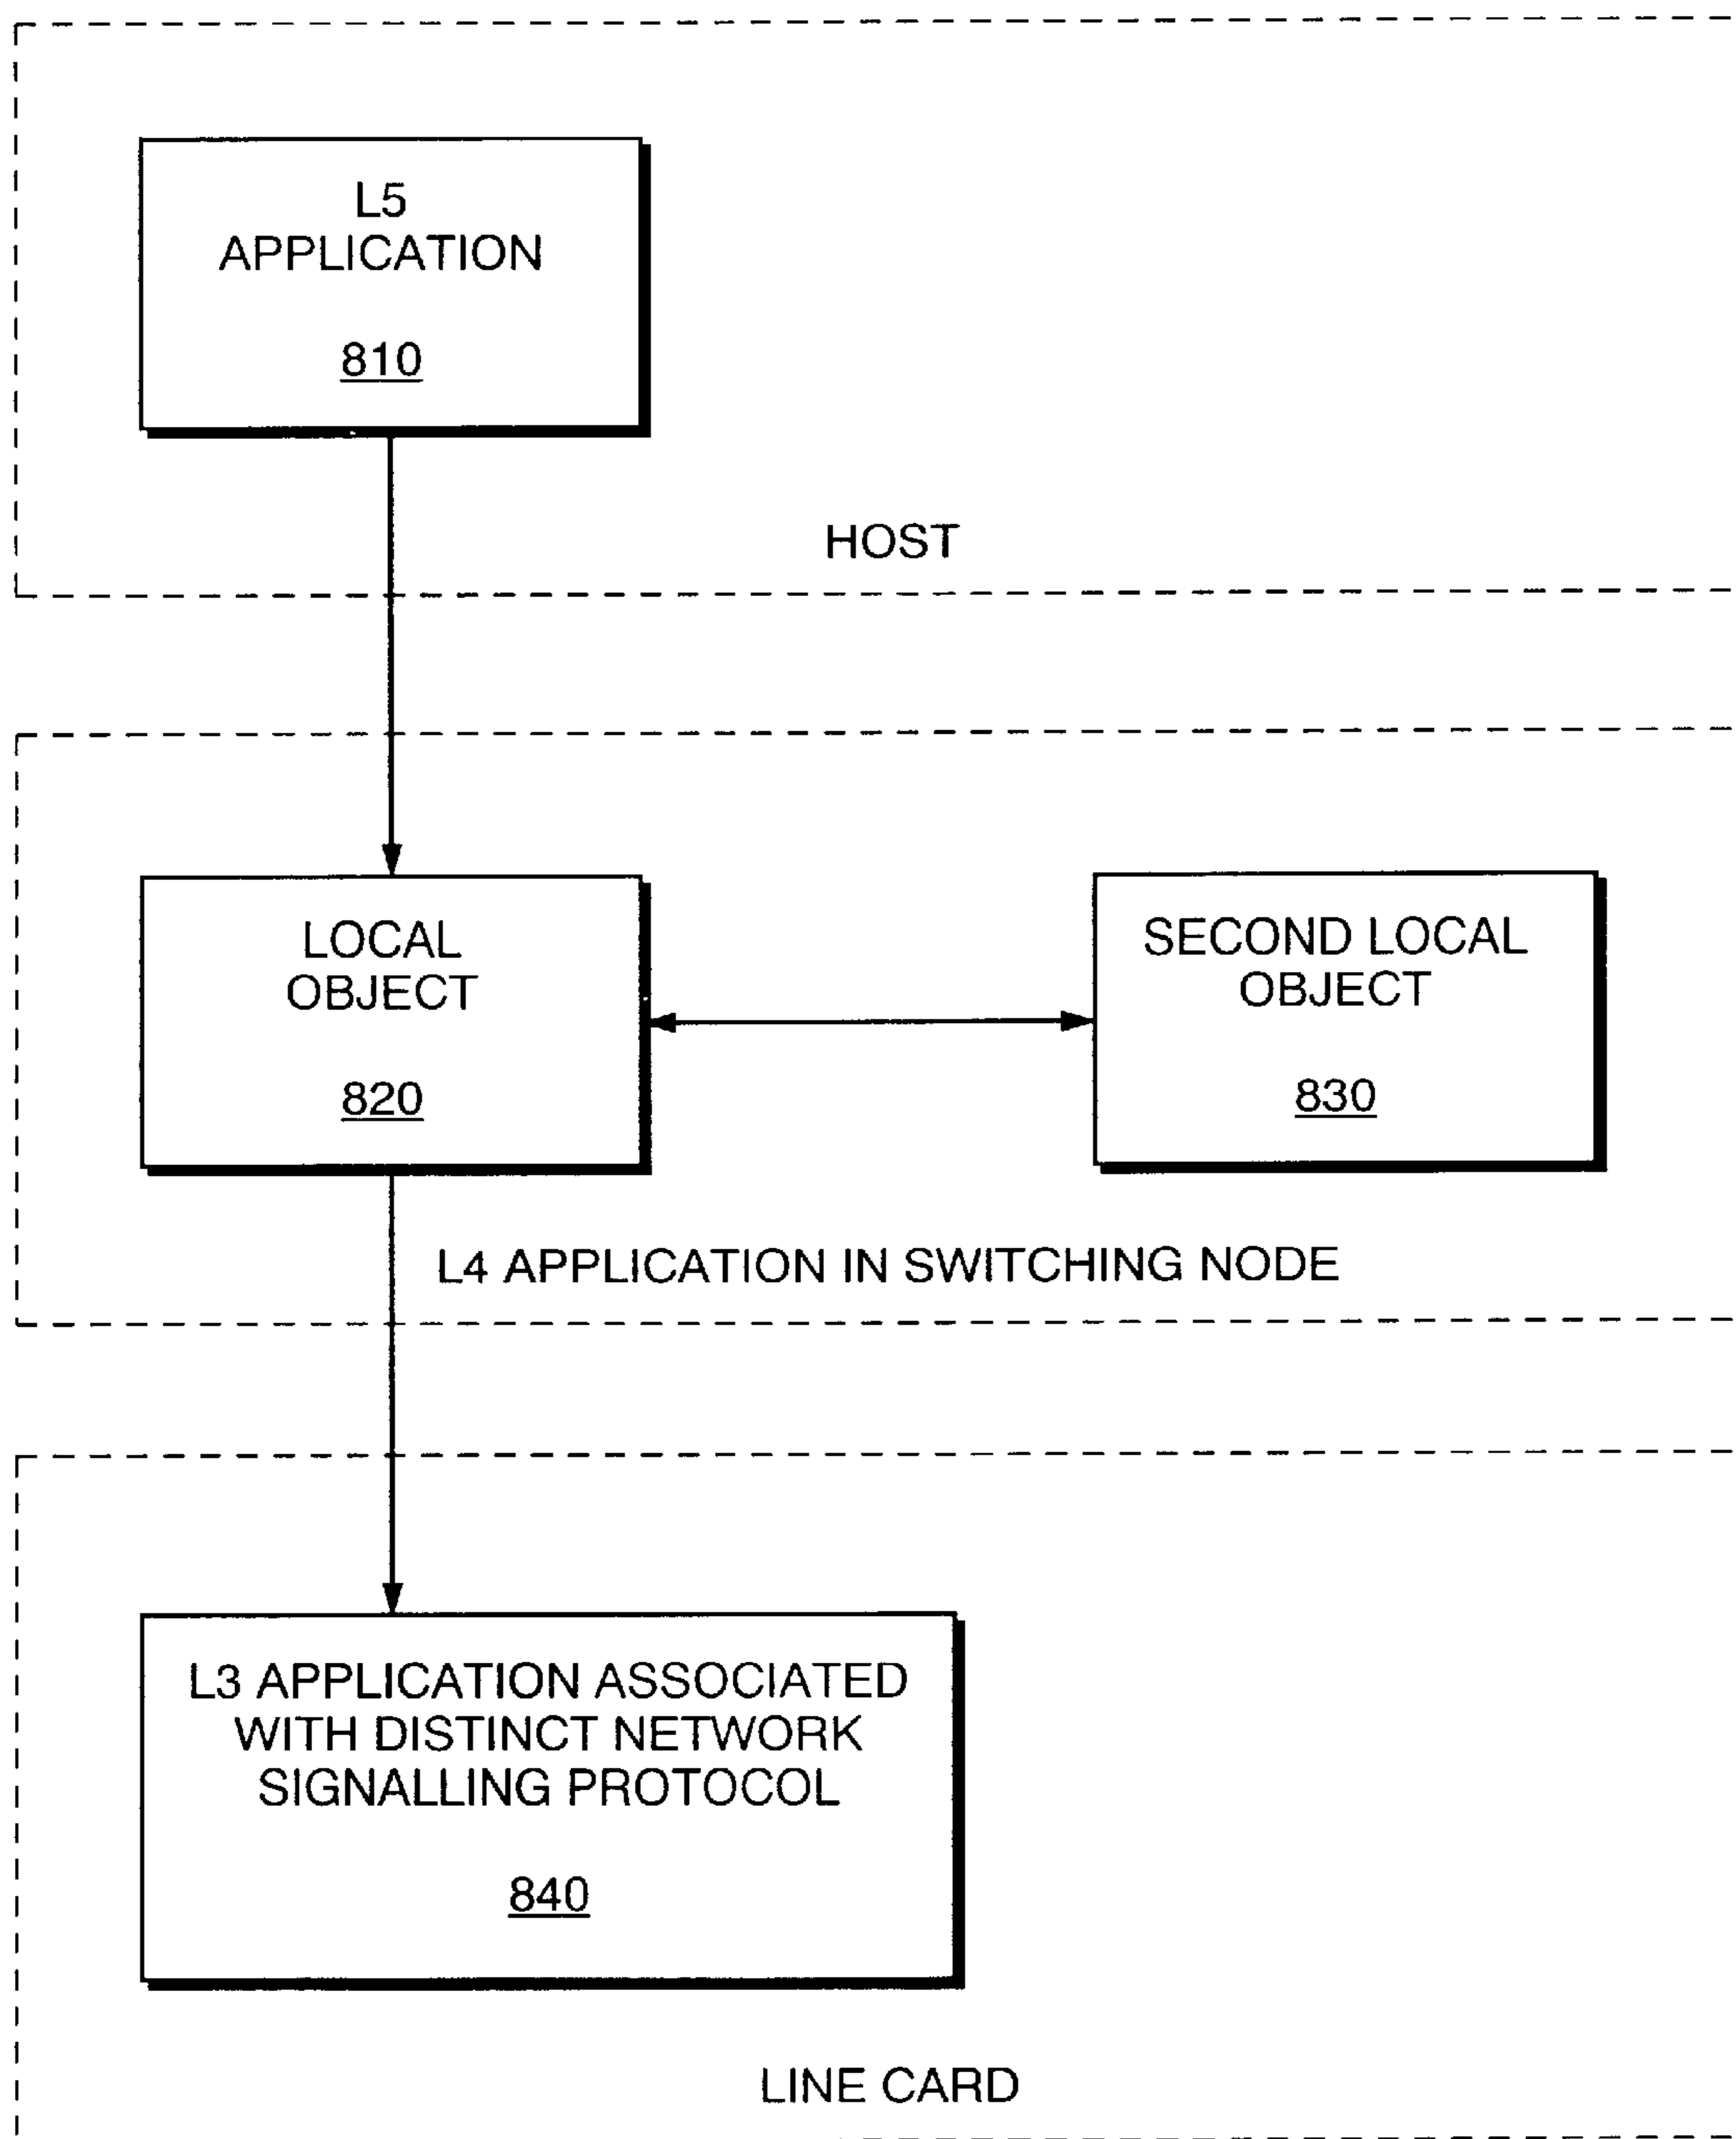 L5
APPLICATION
810
HOST
LOCAL
OBJECT
820
SECOND LOCAL
OBJECT
830
L4 APPLICATION IN SWITCHING NODE
L3 APPLICATION ASSOCIATED
WITH DISTINCT NETWORK
SIGNALLING PROTOCOL
840
LINE CARD